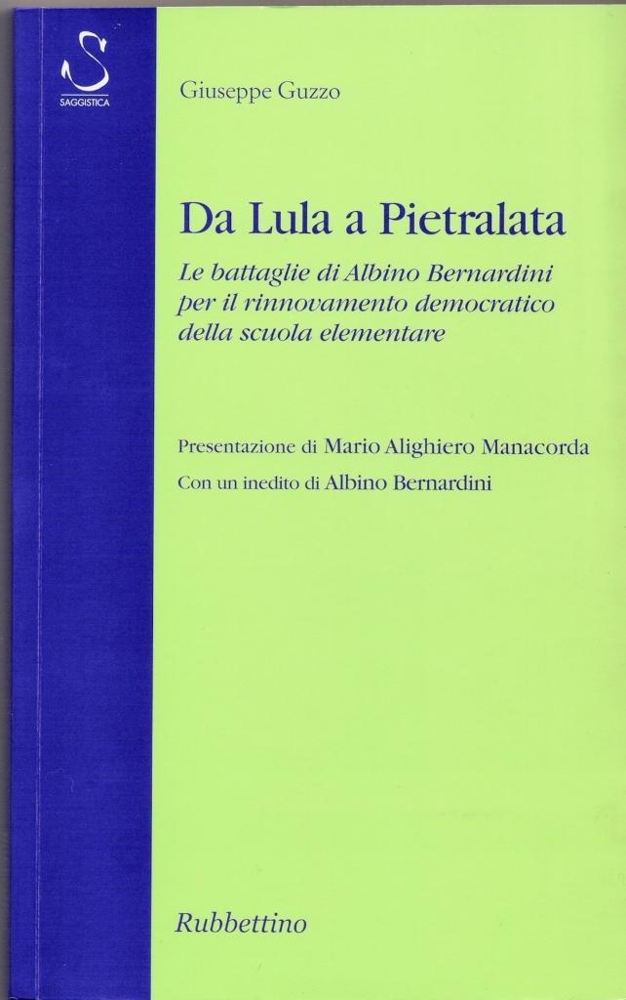 S
SAGGISTICA
Giuseppe Guzzo
Da Lula a Pietralata
Le battaglie di Albino Bernardini
per il rinnovamento democratico
della scuola elementare
Presentazione di Mario Alighiero Manacorda
Con un inedito di Albino Bernardini
Rubbettino